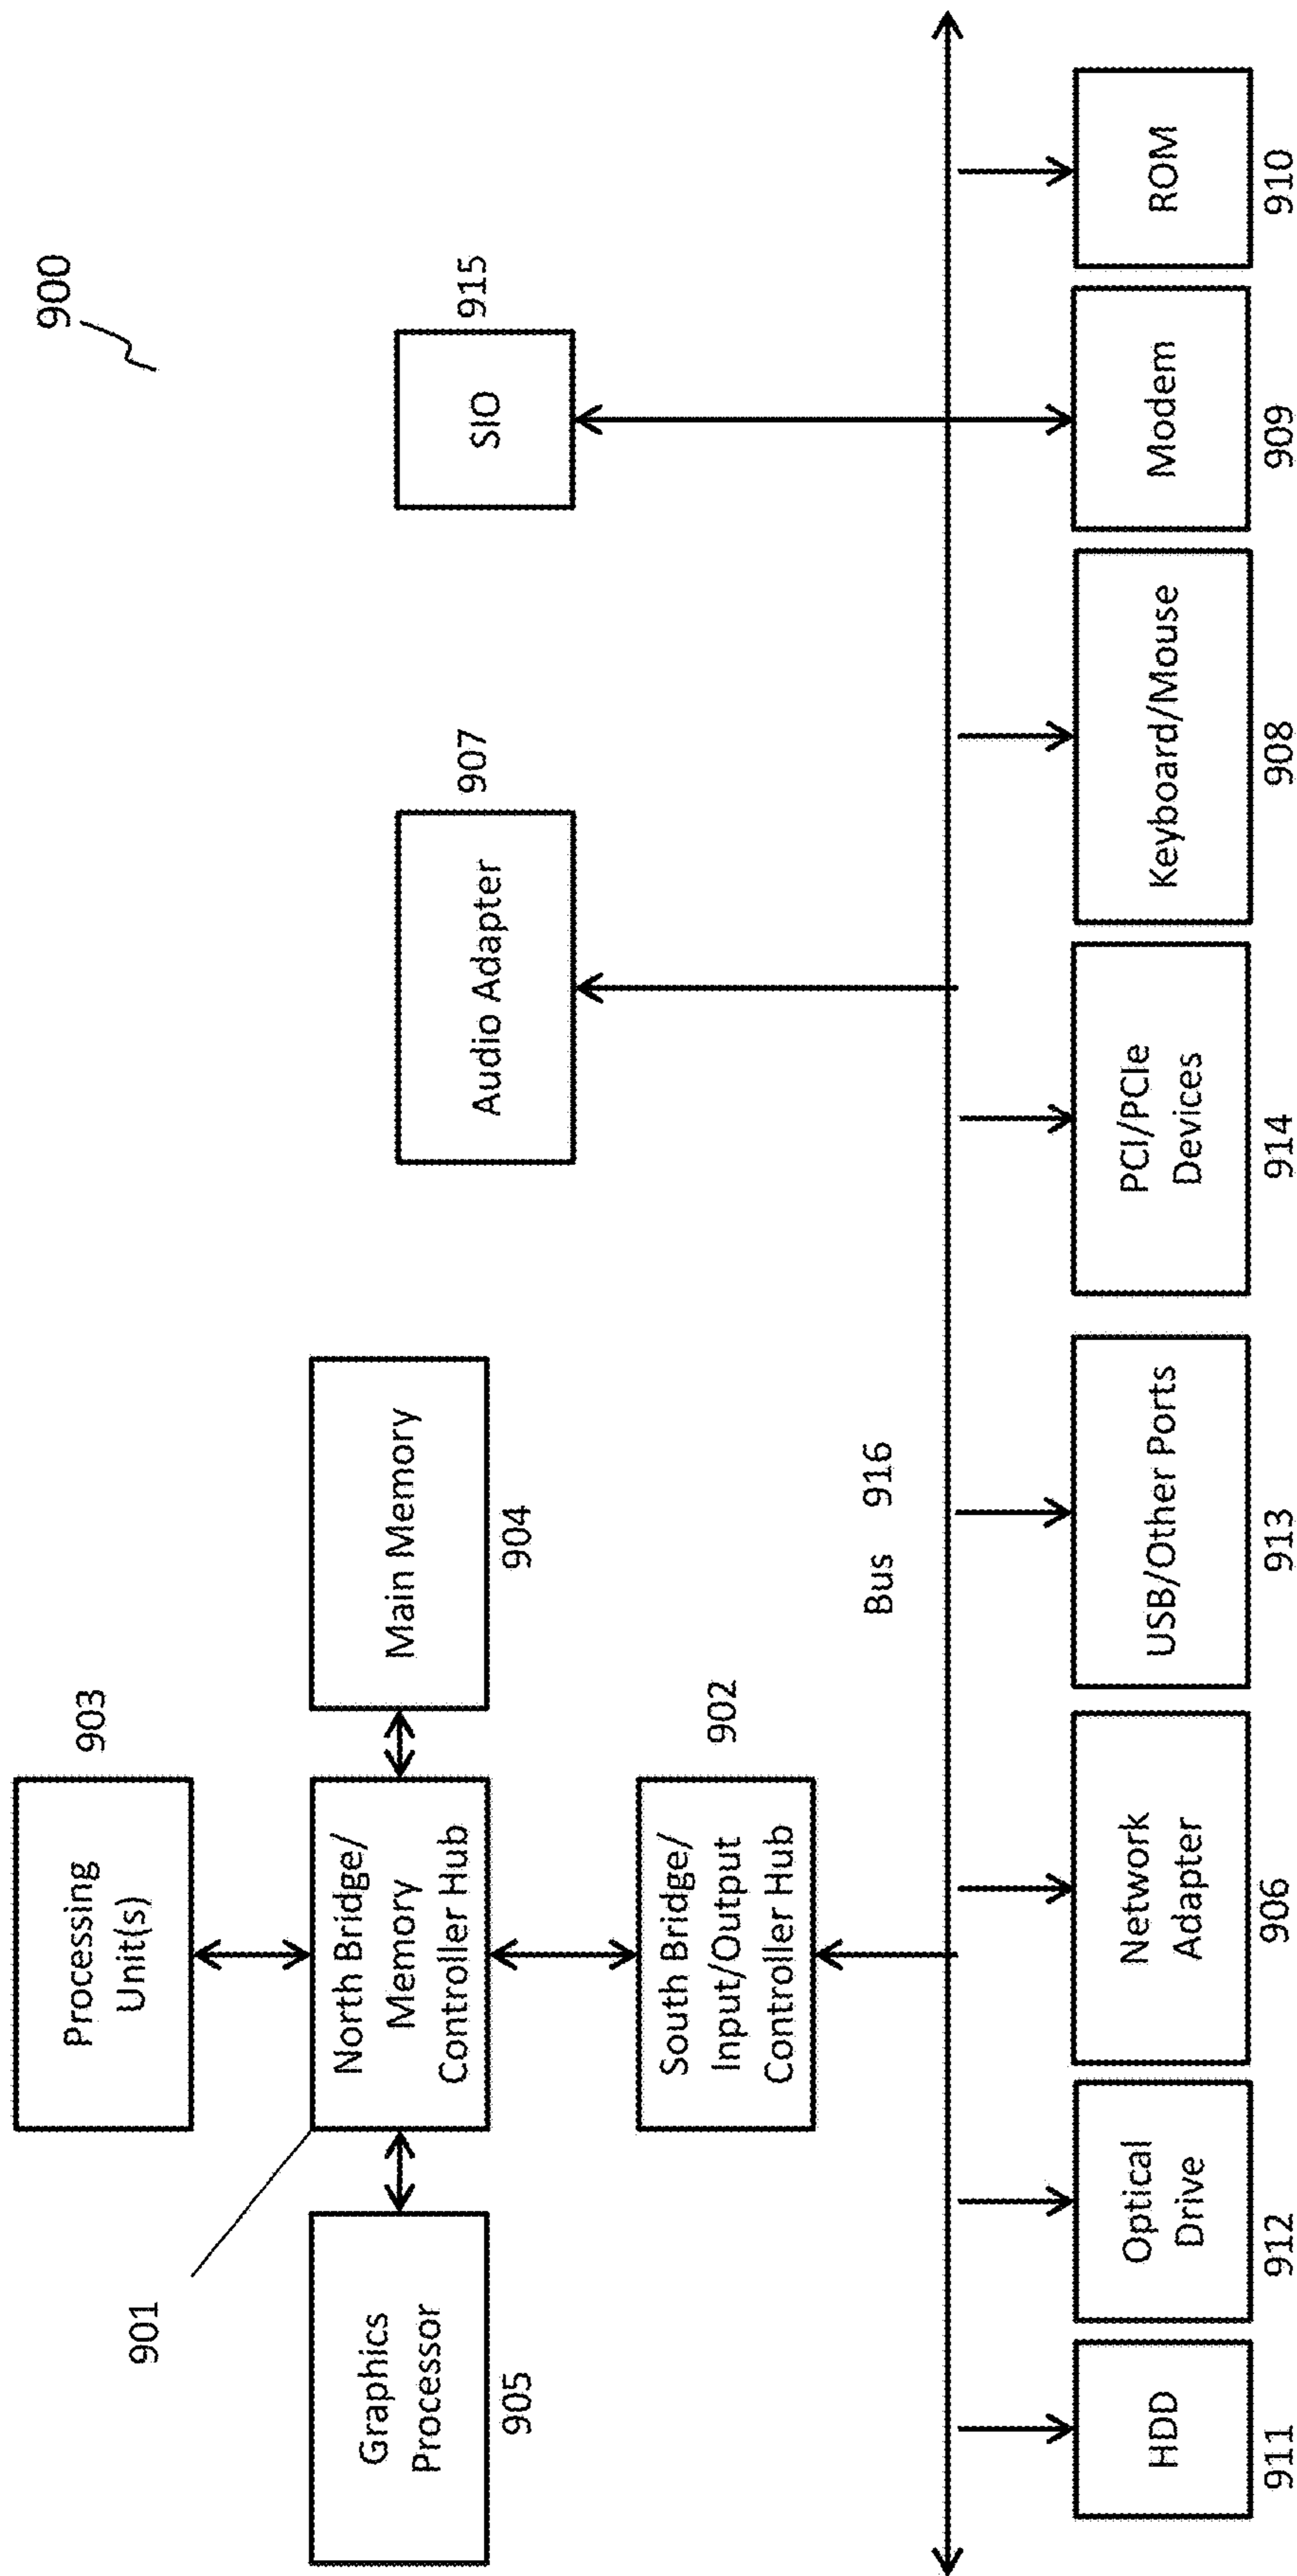 900
903
Processing
Unit(s)
901
Graphics
Processor
905
North Bridge/
Memory
Controller Hub
Main Memory
904
Audio Adapter
907
SIO
915
South Bridge/
Input/Output
Controller Hub
902
Bus 916
HDD
911
Optical
Drive
912
Network
Adapter
906
USB/Other Ports
913
PCI/PCIe
Devices
914
Keyboard/Mouse
908
Modem
909
ROM
910